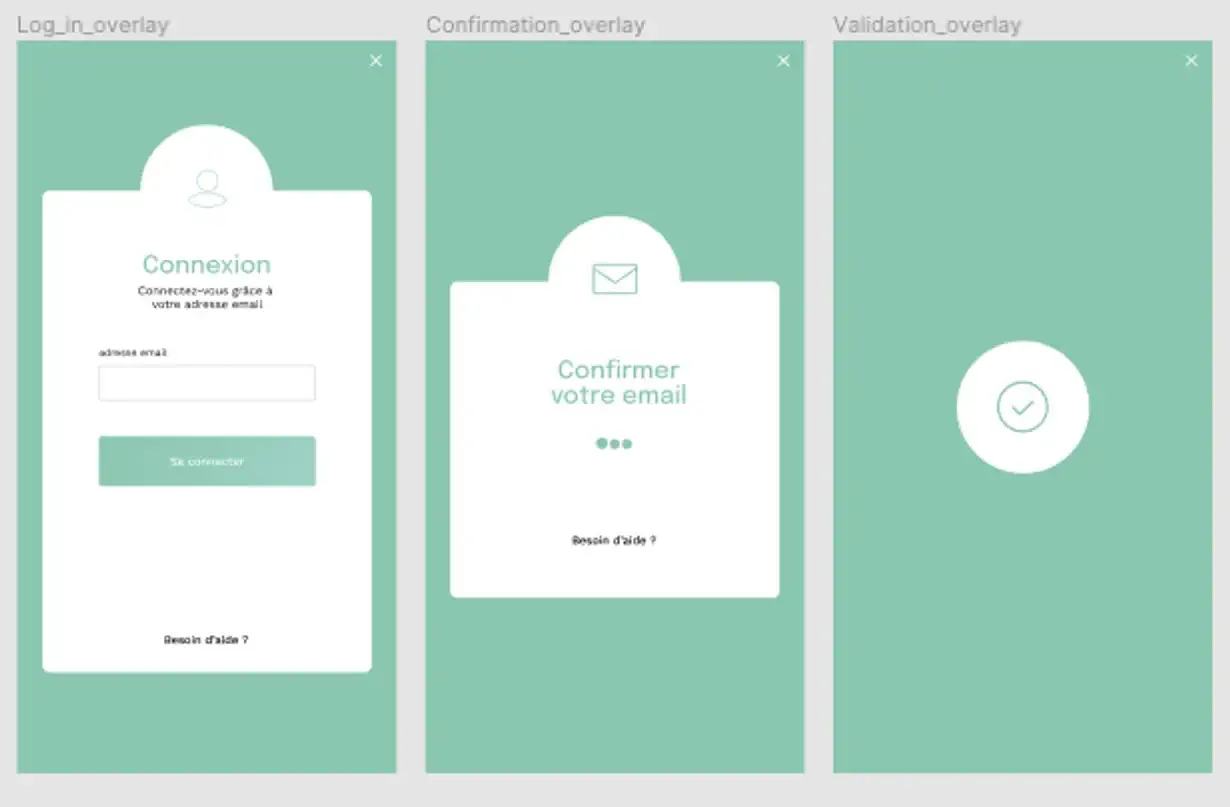 Log_in_overlay
Connexion
Connectez-vous grâce à
votre adresse email
adresse email
Se connecter
Besoin d'aide ?
Confirmation_overlay
Confirmer
votre email
Besoin d'aide ?
Validation_overlay